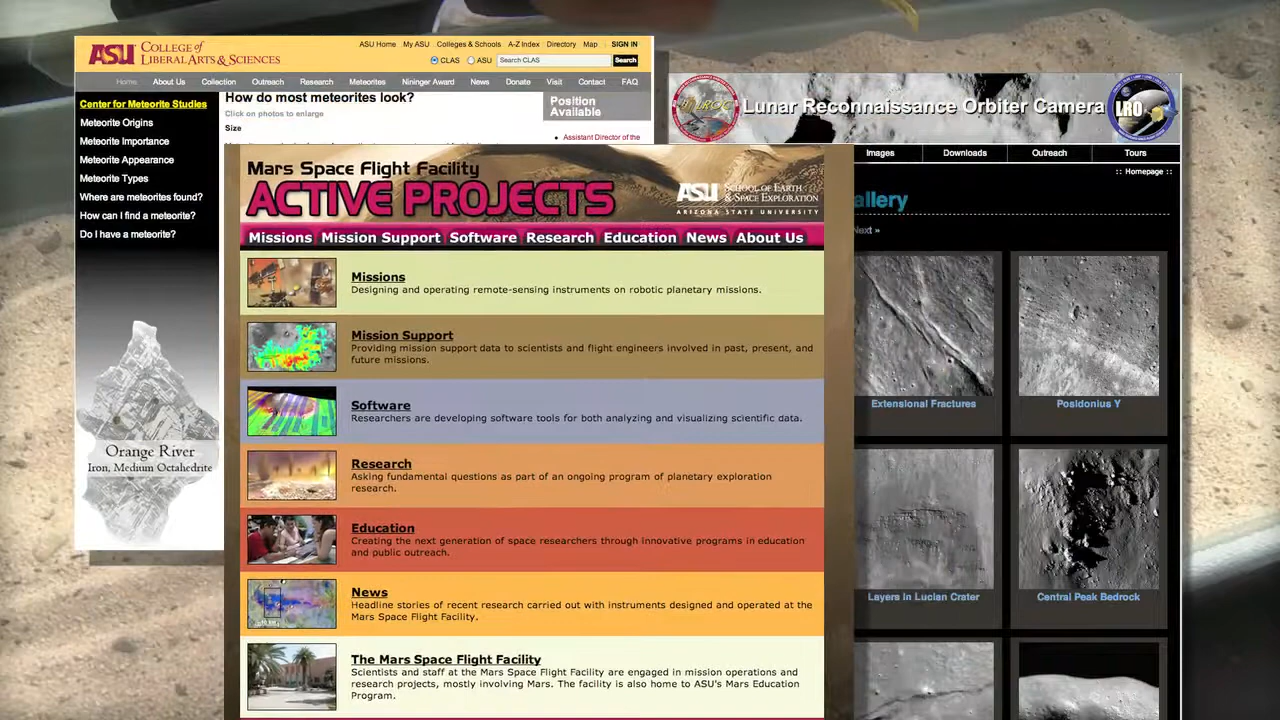 ASU COLLEGE of
LIBERAL ARTS & SCIENCES
ASU Home My ASU Colleges & Schools A-Z Index Directory Map SIGN IN
CLAS ASU Search CLAS Search
Home About Us Collection Outreach Research Meteorites Nininger Award News Donate Visit Contact FAQ
Center for Meteorite Studies
Meteorite Origins
Meteorite Importance
Meteorite Appearance
Meteorite Types
Where are meteorites found?
How can I find a meteorite?
Do I have a meteorite?
Orange River
Iron, Medium Octahedrite
How do most meteorites look?
Click on photos to enlarge
Size
Position
Available
Assistant Director of the
Lunar Reconnaissance Orbiter Camera
LROC
LRO
Images Downloads Outreach Tours
:: Homepage ::
allery
Next »
Extensional Fractures
Posidonius Y
Layers in Lucian Crater
Central Peak Bedrock
Mars Space Flight Facility
ACTIVE PROJECTS
ASU SCHOOL OF EARTH
& SPACE EXPLORATION
ARIZONA STATE UNIVERSITY
Missions Mission Support Software Research Education News About Us
Missions
Designing and operating remote-sensing instruments on robotic planetary missions.
Mission Support
Providing mission support data to scientists and flight engineers involved in past, present, and
future missions.
Software
Researchers are developing software tools for both analyzing and visualizing scientific data.
Research
Asking fundamental questions as part of an ongoing program of planetary exploration
research.
Education
Creating the next generation of space researchers through innovative programs in education
and public outreach.
News
Headline stories of recent research carried out with instruments designed and operated at the
Mars Space Flight Facility.
The Mars Space Flight Facility
Scientists and staff at the Mars Space Flight Facility are engaged in mission operations and
research projects, mostly involving Mars. The facility is also home to ASU's Mars Education
Program.